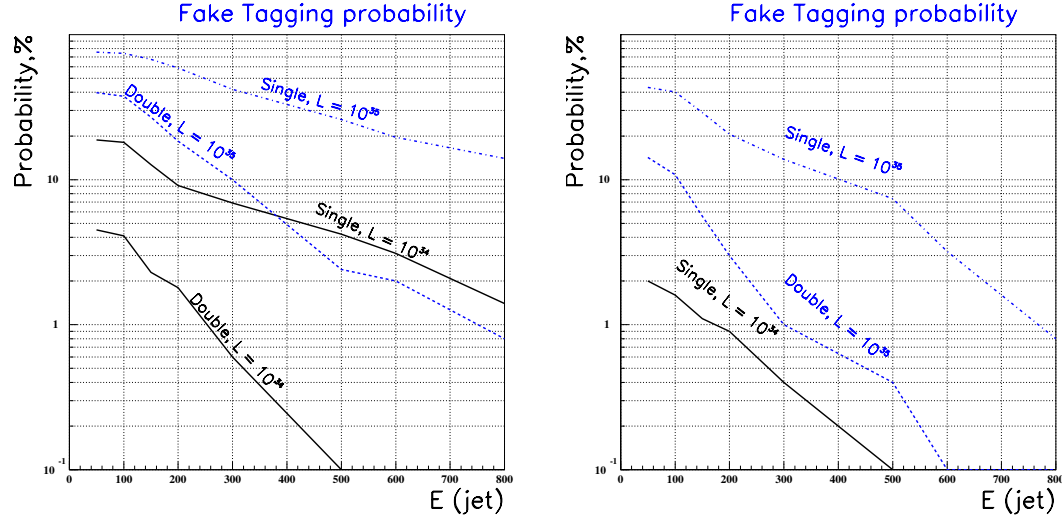 Fake Tagging probability
Probability,%
10
1
10 -1
Single, L = 10³⁵
Double, L = 10³⁵
Single, L = 10³⁴
Double, L = 10³⁴
0 100 200 300 400 500 600 700 800
E (jet)
Fake Tagging probability
Probability,%
10
1
10 -1
Single, L = 10³⁵
Double, L = 10³⁵
Single, L = 10³⁴
0 100 200 300 400 500 600 700 800
E (jet)